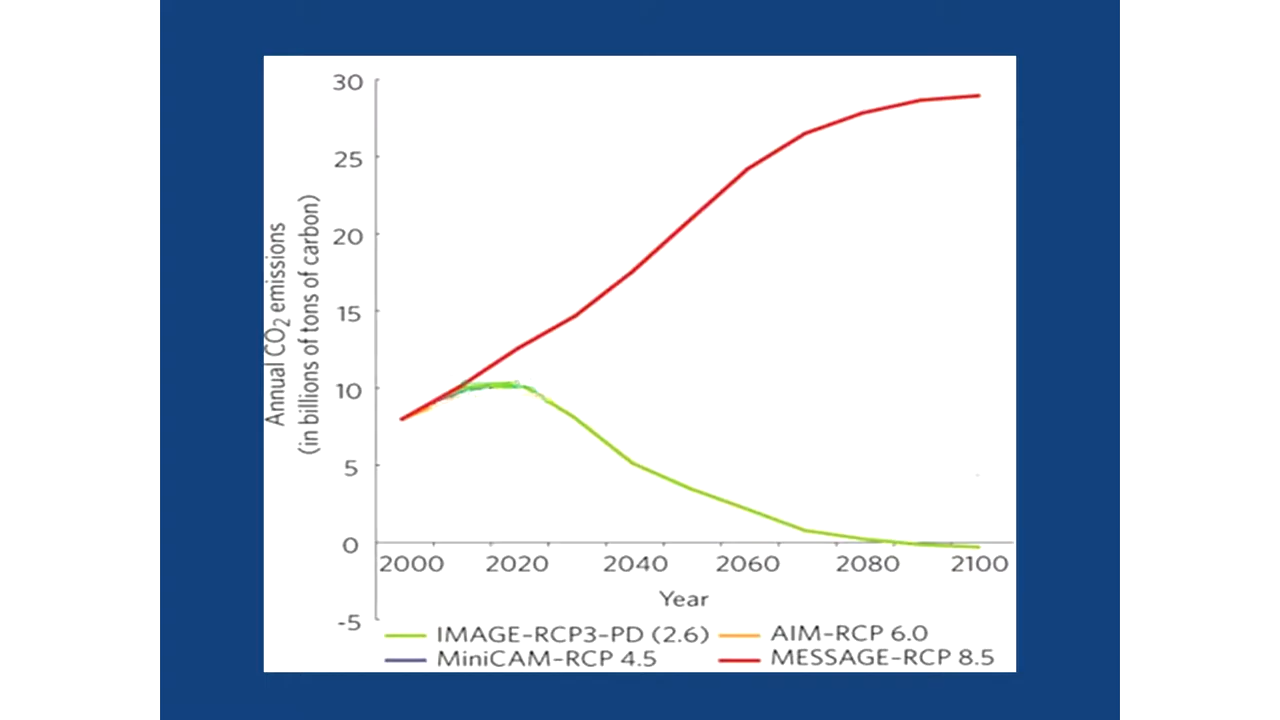 30
25
20
15
10
5
0
-5
Annual CO2 emissions
(in billions of tons of carbon)
2000 2020 2040 2060 2080 2100
Year
IMAGE-RCP3-PD (2.6) AIM-RCP 6.0
MiniCAM-RCP 4.5 MESSAGE-RCP 8.5